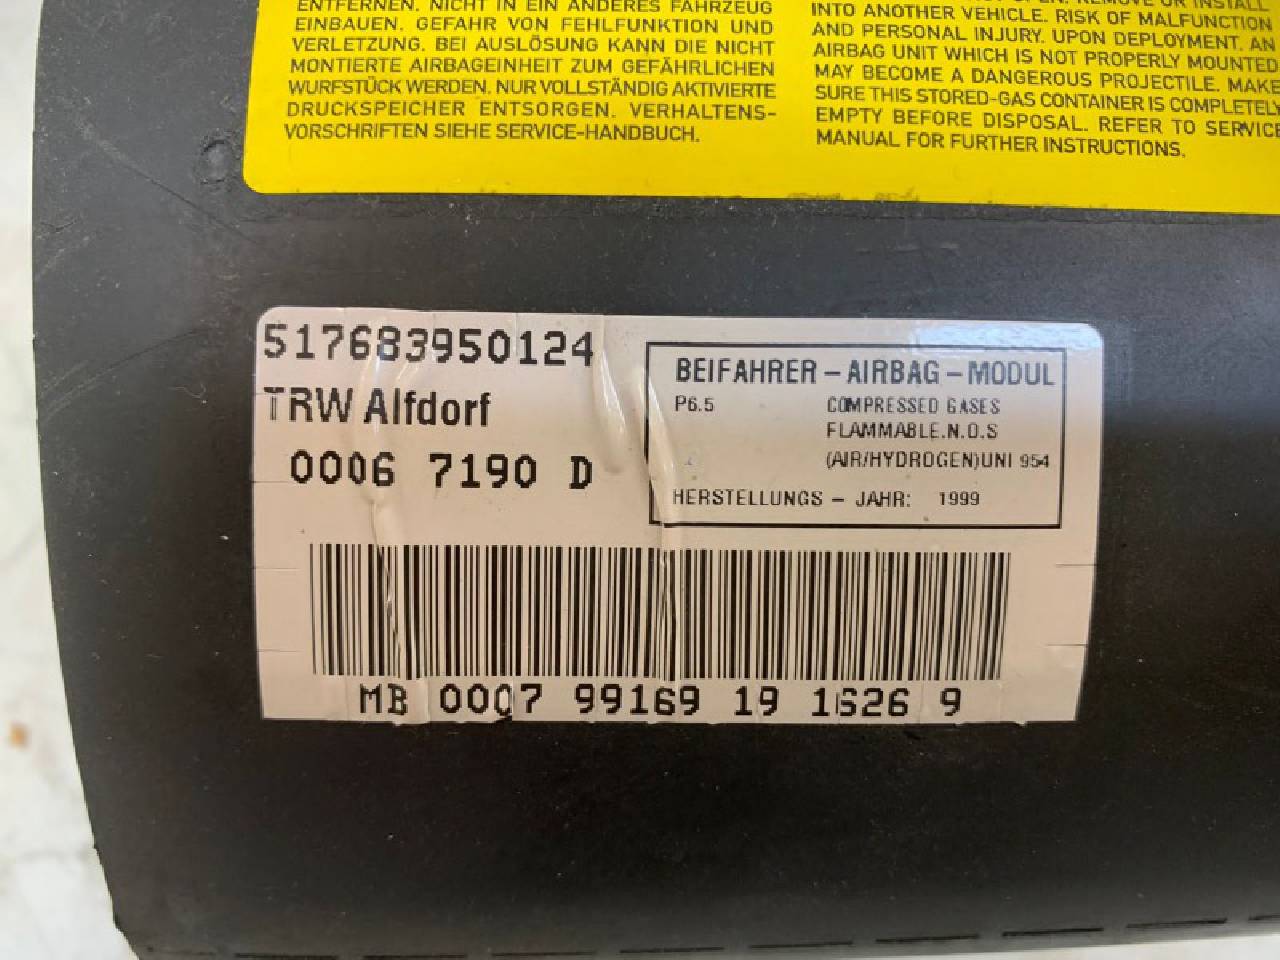 ENTFERNEN. NICHT IN EIN ANDERES FAHRZEUG
EINBAUEN. GEFAHR VON FEHLFUNKTION UND
VERLETZUNG. BEI AUSLÖSUNG KANN DIE NICHT
MONTIERTE AIRBAGEINHEIT ZUM GEFÄHRLICHEN
WURFSTÜCK WERDEN. NUR VOLLSTÄNDIG AKTIVIERTE
DRUCKSPEICHER ENTSORGEN. VERHALTENS-
VORSCHRIFTEN SIEHE SERVICE-HANDBUCH.
OPEN. REMOVE OR INSTALL
INTO ANOTHER VEHICLE. RISK OF MALFUNCTION
AND PERSONAL INJURY. UPON DEPLOYMENT, AN
AIRBAG UNIT WHICH IS NOT PROPERLY MOUNTED
MAY BECOME A DANGEROUS PROJECTILE. MAKE
SURE THIS STORED-GAS CONTAINER IS COMPLETELY
EMPTY BEFORE DISPOSAL. REFER TO SERVICE
MANUAL FOR FURTHER INSTRUCTIONS.
517683950124
TRW Alfdorf
0006 7190 D
BEIFAHRER – AIRBAG – MODUL
P6.5 COMPRESSED GASES
FLAMMABLE.N.O.S
(AIR/HYDROGEN)UNI 954
HERSTELLUNGS – JAHR: 1999
MB 0007 99169 19 1626 9